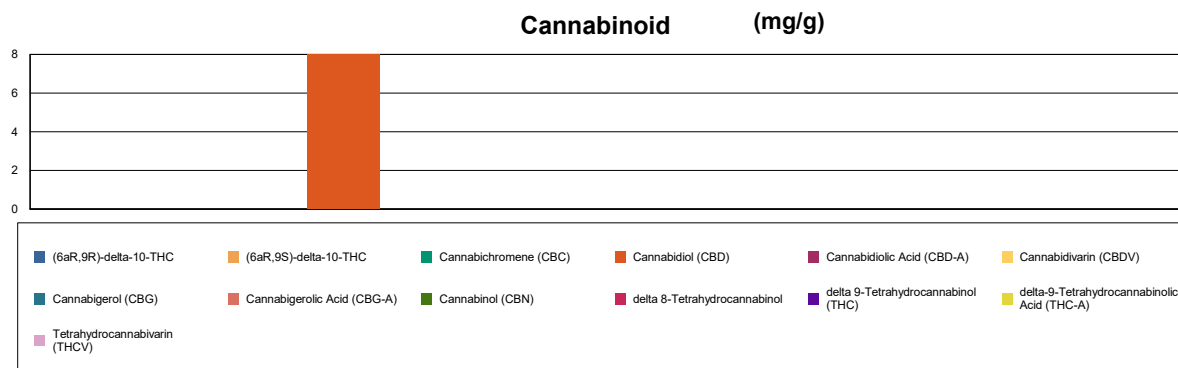 Cannabinoid (mg/g)
8
6
4
2
0
(6aR,9R)-delta-10-THC
(6aR,9S)-delta-10-THC
Cannabichromene (CBC)
Cannabidiol (CBD)
Cannabidiolic Acid (CBD-A)
Cannabidivarin (CBDV)
Cannabigerol (CBG)
Cannabigerolic Acid (CBG-A)
Cannabinol (CBN)
delta 8-Tetrahydrocannabinol
delta 9-Tetrahydrocannabinol
(THC)
delta-9-Tetrahydrocannabinolic
Acid (THC-A)
Tetrahydrocannabivarin
(THCV)